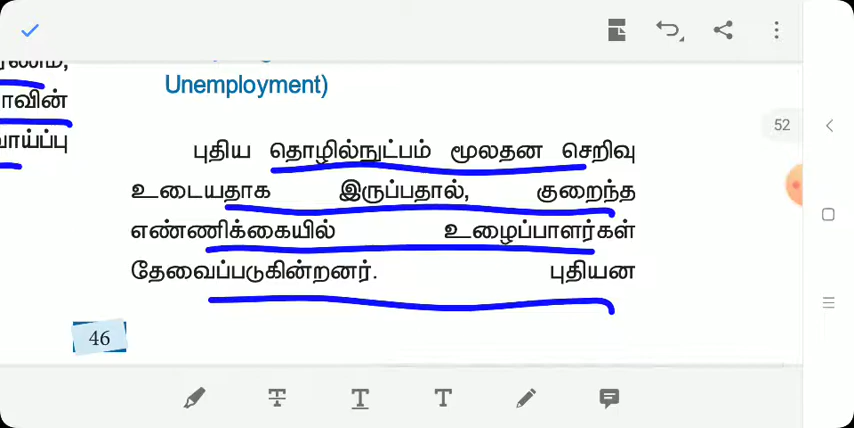 வின்
Unemployment)
புதிய தொழில்நுட்பம் மூலதன செறிவு
உடையதாக இருப்பதால், குறைந்த
எண்ணிக்கையில் உழைப்பாளர்கள்
தேவைப்படுகின்றனர். புதியன
46
52